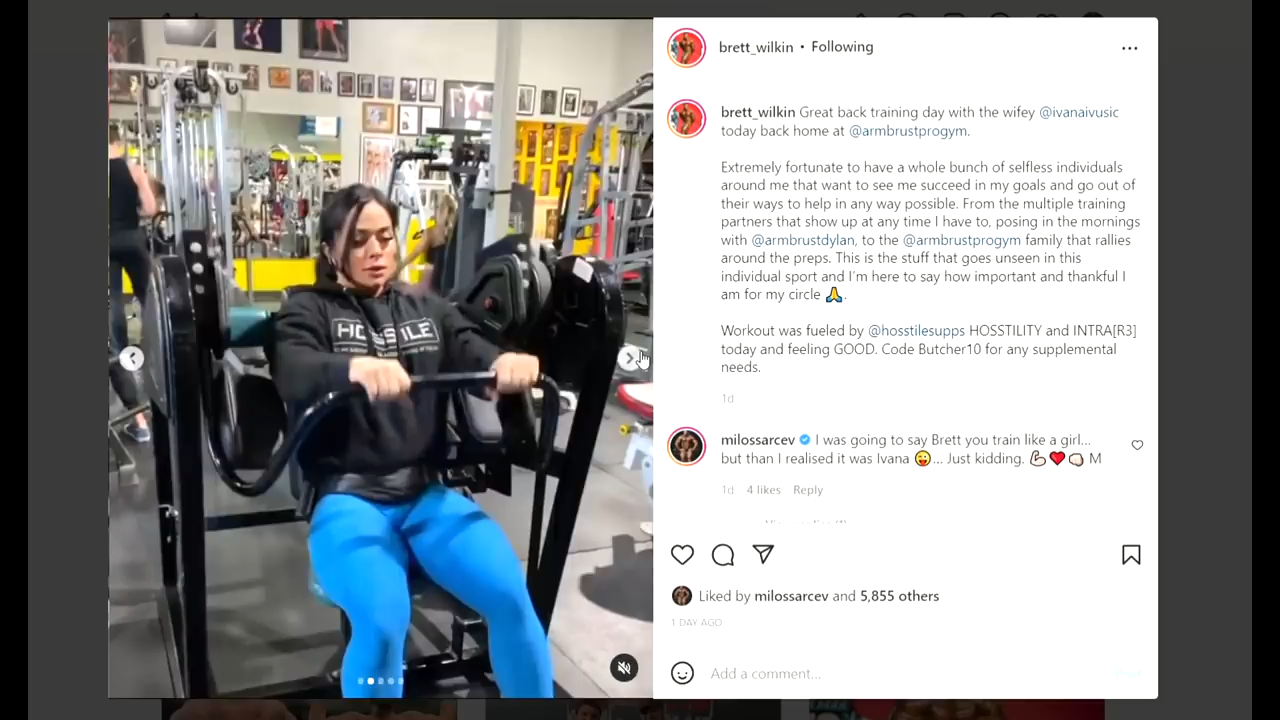 brett_wilkin • Following
brett_wilkin Great back training day with the wifey @ivanaivusic
today back home at @armbrustprogym.
Extremely fortunate to have a whole bunch of selfless individuals
around me that want to see me succeed in my goals and go out of
their ways to help in any way possible. From the multiple training
partners that show up at any time I have to, posing in the mornings
with @armbrustdylan, to the @armbrustprogym family that rallies
around the preps. This is the stuff that goes unseen in this
individual sport and I'm here to say how important and thankful I
am for my circle 🙏.
Workout was fueled by @hosstilesupps HOSSTILITY and INTRA[R3]
today and feeling GOOD. Code Butcher10 for any supplemental
needs.
1d
milossarcev I was going to say Brett you train like a girl...
but than I realised it was Ivana 😜... Just kidding. 💪❤️👊 M
1d 4 likes Reply
Liked by milossarcev and 5,855 others
1 DAY AGO
Add a comment...